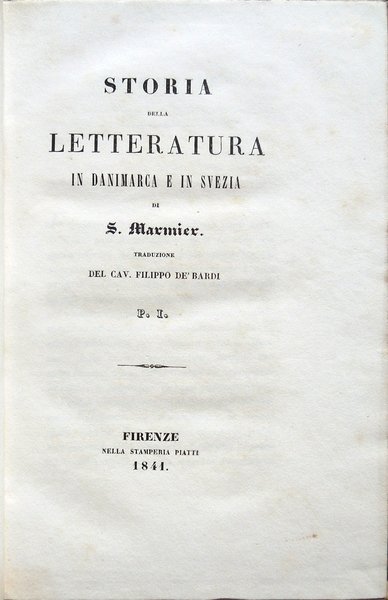 STORIA
DELLA
LETTERATURA
IN DANIMARCA E IN SVEZIA
DI
S. Marmier.
TRADUZIONE
DEL CAV. FILIPPO DE' BARDI
P. I.
FIRENZE
NELLA STAMPERIA PIATTI
1841.